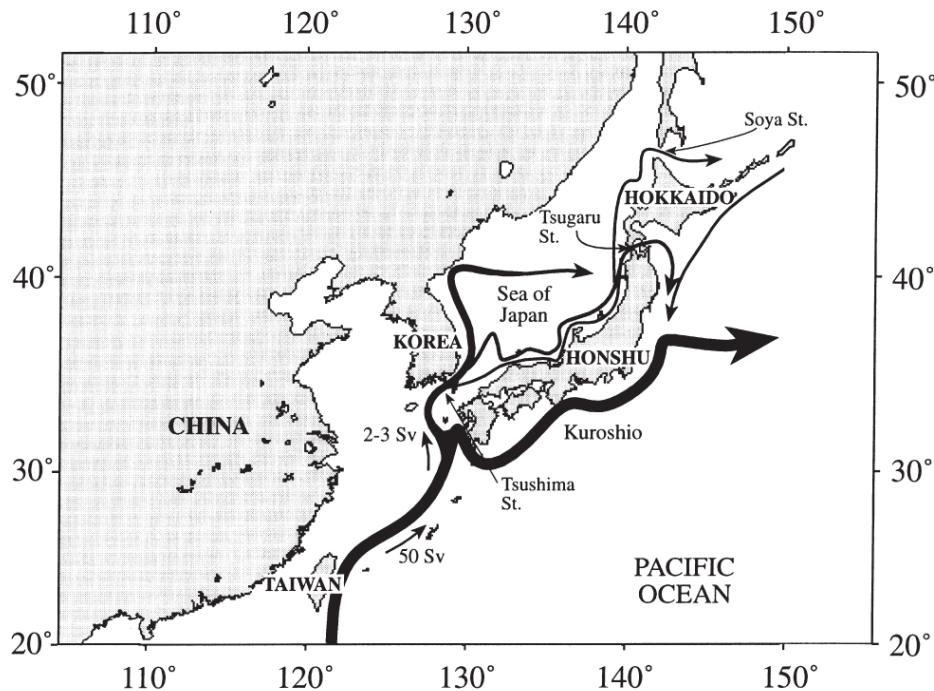 110° 120° 130° 140° 150°
50° 50°
Soya St.
HOKKAIDO
Tsugaru
St.
40° 40°
Sea of
Japan
KOREA
HONSHU
CHINA
2-3 Sv
Kuroshio
30° 30°
Tsushima
St.
50 Sv
TAIWAN
PACIFIC
OCEAN
20° 20°
110° 120° 130° 140° 150°